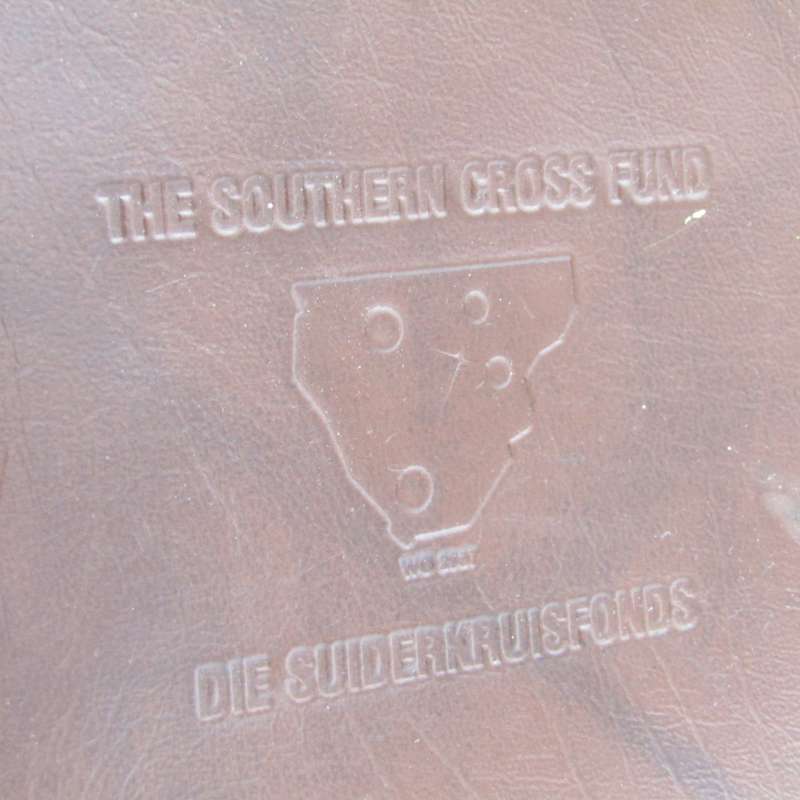 THE SOUTHERN CROSS FUND
DIE SUIDERKRUISFONDS